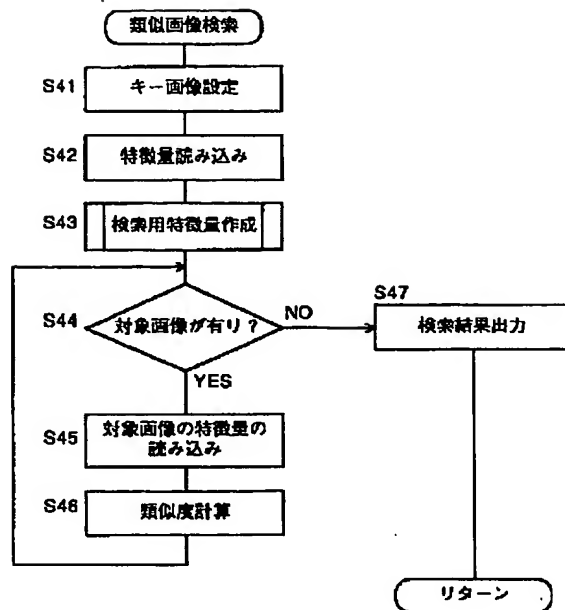 類似画像検索
S41
キー画像設定
S42
特徴量読み込み
S43
検索用特徴量作成
S44
対象画像が有り?
NO
YES
S47
検索結果出力
S45
対象画像の特徴量の
読み込み
S46
類似度計算
リターン